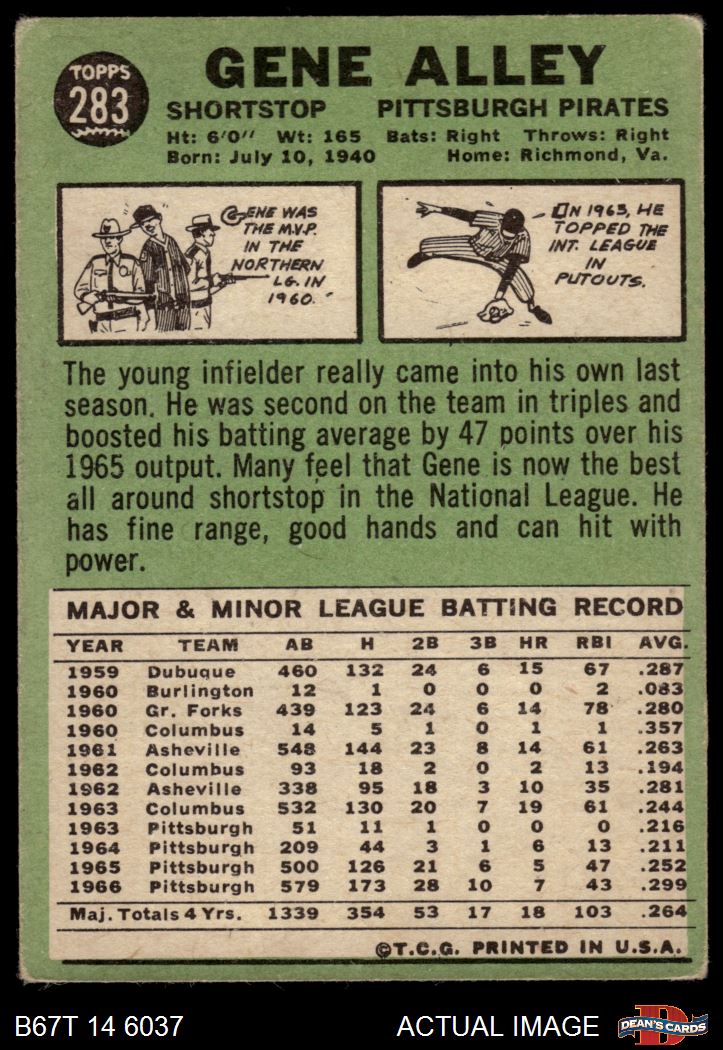 TOPPS
283
GENE ALLEY
SHORTSTOP PITTSBURGH PIRATES
Ht: 6'0" Wt: 165 Bats: Right Throws: Right
Born: July 10, 1940 Home: Richmond, Va.
GENE WAS
THE M.V.P.
IN THE
NORTHERN
LG. IN
1960.
IN 1963, HE
TOPPED THE
INT. LEAGUE
IN
PUTOUTS.
The young infielder really came into his own last
season. He was second on the team in triples and
boosted his batting average by 47 points over his
1965 output. Many feel that Gene is now the best
all around shortstop in the National League. He
has fine range, good hands and can hit with
power.
MAJOR & MINOR LEAGUE BATTING RECORD
YEAR TEAM AB H 2B 3B HR RBI AVG.
1959 Dubuque 460 132 24 6 15 67 .287
1960 Burlington 12 1 0 0 0 2 .083
1960 Gr. Forks 439 123 24 6 14 78 .280
1960 Columbus 14 5 1 0 1 1 .357
1961 Asheville 548 144 23 8 14 61 .263
1962 Columbus 93 18 2 0 2 13 .194
1962 Asheville 338 95 18 3 10 35 .281
1963 Columbus 532 130 20 7 19 61 .244
1963 Pittsburgh 51 11 1 0 0 0 .216
1964 Pittsburgh 209 44 3 1 6 13 .211
1965 Pittsburgh 500 126 21 6 5 47 .252
1966 Pittsburgh 579 173 28 10 7 43 .299
Maj. Totals 4 Yrs. 1339 354 53 17 18 103 .264
©T.C.G. PRINTED IN U.S.A.
B67T 14 6037 ACTUAL IMAGE DEAN'S CARDS